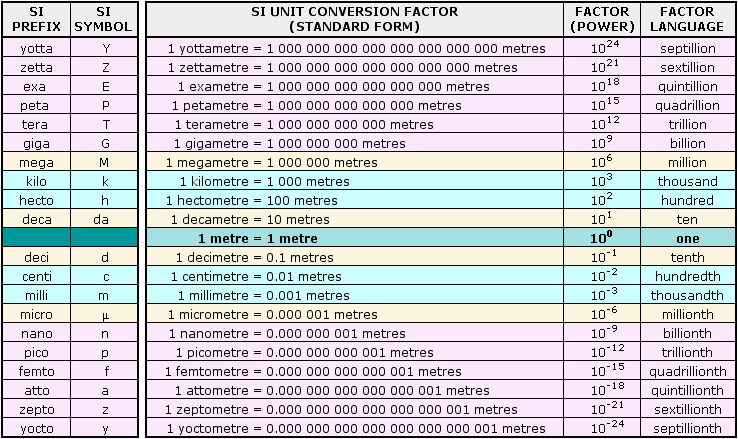 SI PREFIX SI SYMBOL SI UNIT CONVERSION FACTOR (STANDARD FORM) FACTOR (POWER) FACTOR LANGUAGE
yotta Y 1 yottametre = 1 000 000 000 000 000 000 000 000 metres 10^24 septillion
zetta Z 1 zettametre = 1 000 000 000 000 000 000 000 metres 10^21 sextillion
exa E 1 exametre = 1 000 000 000 000 000 000 metres 10^18 quintillion
peta P 1 petametre = 1 000 000 000 000 000 metres 10^15 quadrillion
tera T 1 terametre = 1 000 000 000 000 metres 10^12 trillion
giga G 1 gigametre = 1 000 000 000 metres 10^9 billion
mega M 1 megametre = 1 000 000 metres 10^6 million
kilo k 1 kilometre = 1 000 metres 10^3 thousand
hecto h 1 hectometre = 100 metres 10^2 hundred
deca da 1 decametre = 10 metres 10^1 ten
1 metre = 1 metre 10^0 one
deci d 1 decimetre = 0.1 metres 10^-1 tenth
centi c 1 centimetre = 0.01 metres 10^-2 hundredth
milli m 1 millimetre = 0.001 metres 10^-3 thousandth
micro µ 1 micrometre = 0.000 001 metres 10^-6 millionth
nano n 1 nanometre = 0.000 000 001 metres 10^-9 billionth
pico p 1 picometre = 0.000 000 000 001 metres 10^-12 trillionth
femto f 1 femtometre = 0.000 000 000 000 001 metres 10^-15 quadrillionth
atto a 1 attometre = 0.000 000 000 000 000 001 metres 10^-18 quintillionth
zepto z 1 zeptometre = 0.000 000 000 000 000 000 001 metres 10^-21 sextillionth
yocto y 1 yoctometre = 0.000 000 000 000 000 000 000 001 metres 10^-24 septillionth